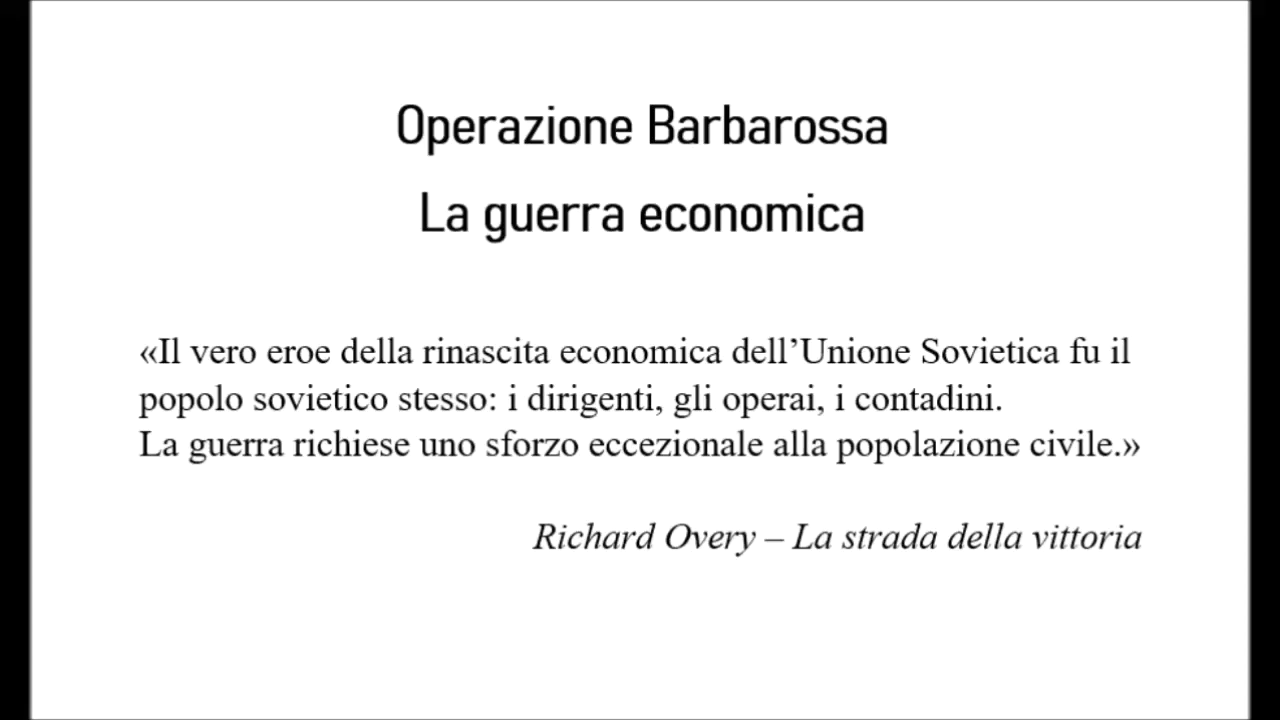 Operazione Barbarossa
La guerra economica
«Il vero eroe della rinascita economica dell’Unione Sovietica fu il
popolo sovietico stesso: i dirigenti, gli operai, i contadini.
La guerra richiese uno sforzo eccezionale alla popolazione civile.»
Richard Overy – La strada della vittoria